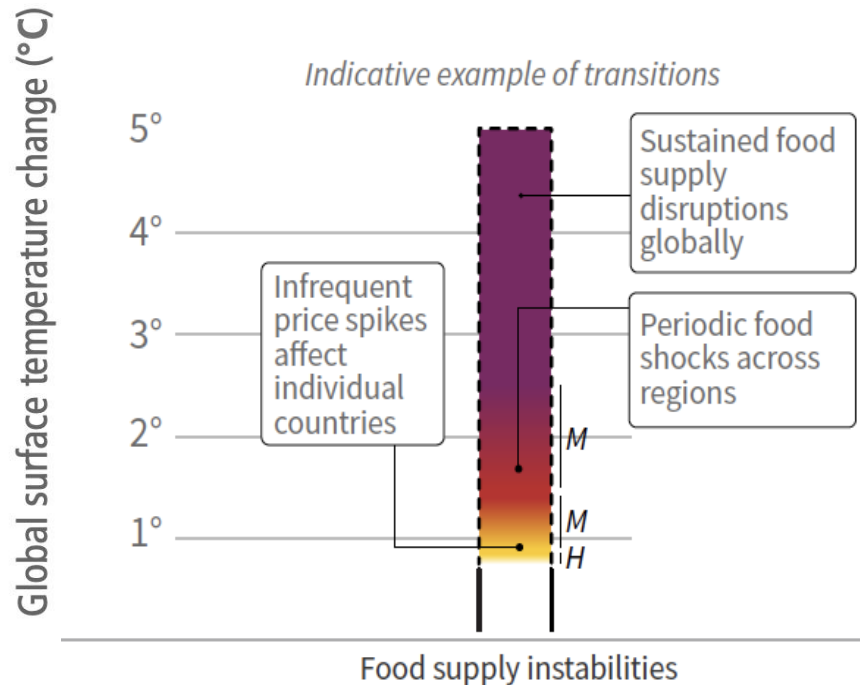 Global surface temperature change (°C)
Indicative example of transitions
5°
4°
3°
2°
1°
Sustained food
supply
disruptions
globally
Infrequent
price spikes
affect
individual
countries
Periodic food
shocks across
regions
M
M
H
Food supply instabilities